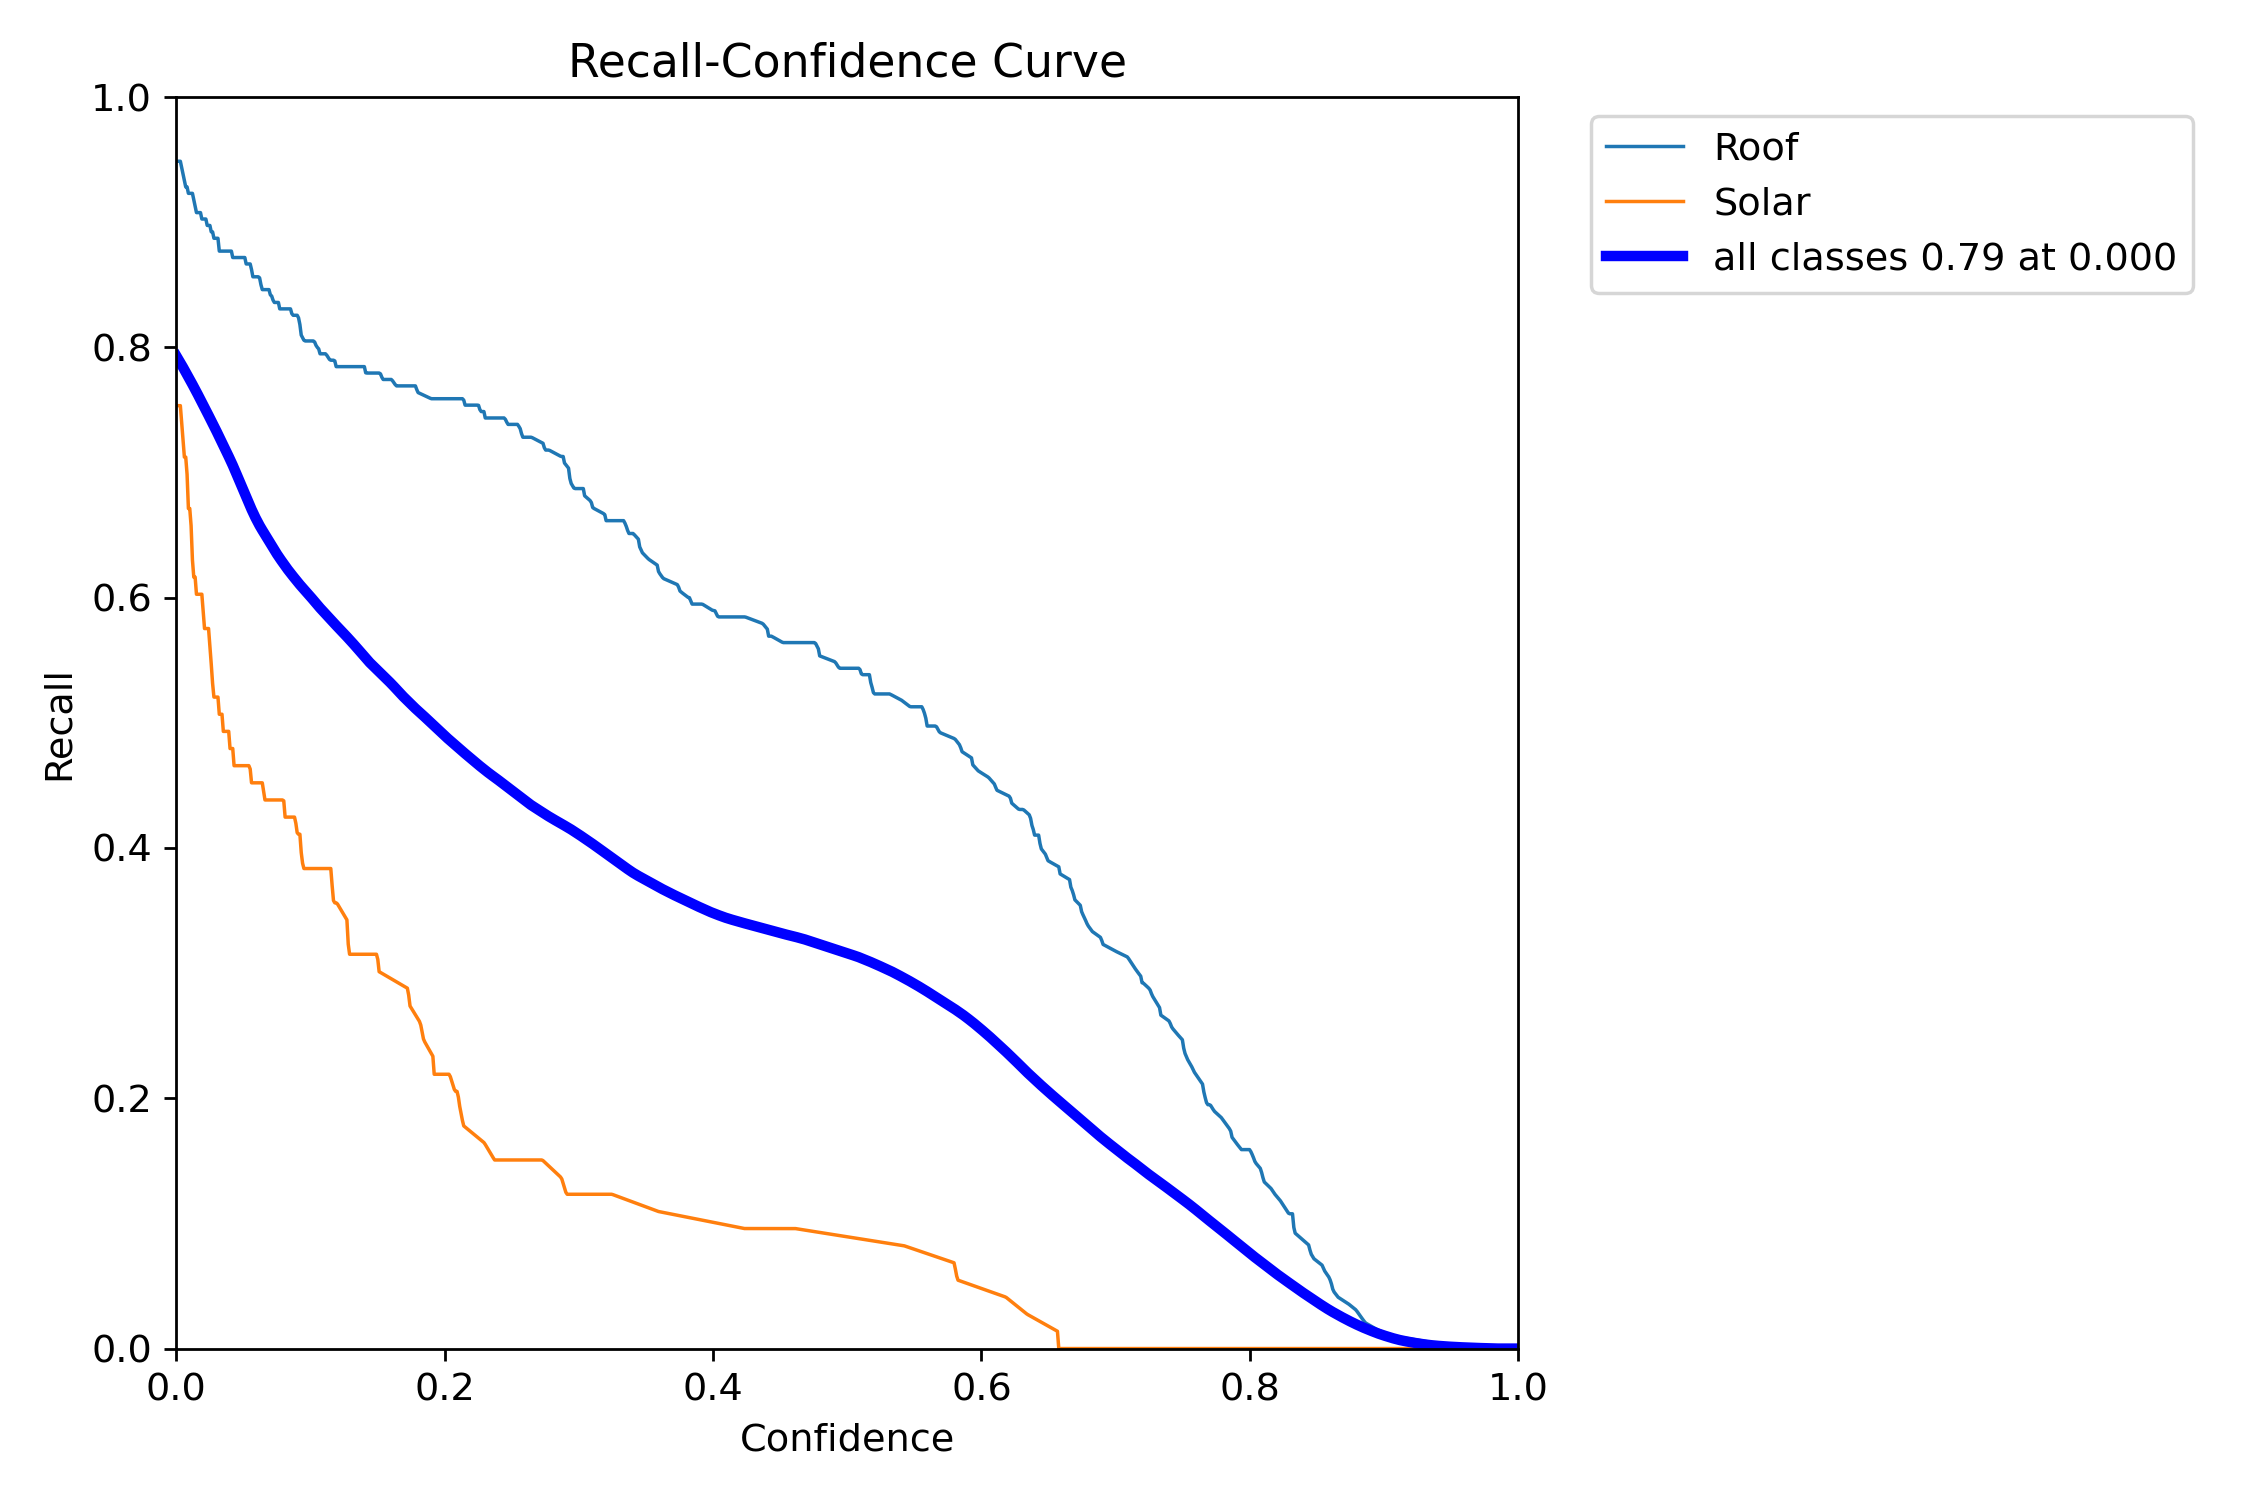 Recall-Confidence Curve
1.0
0.8
0.6
0.4
0.2
0.0
Recall
0.0 0.2 0.4 0.6 0.8 1.0
Confidence
Roof
Solar
all classes 0.79 at 0.000